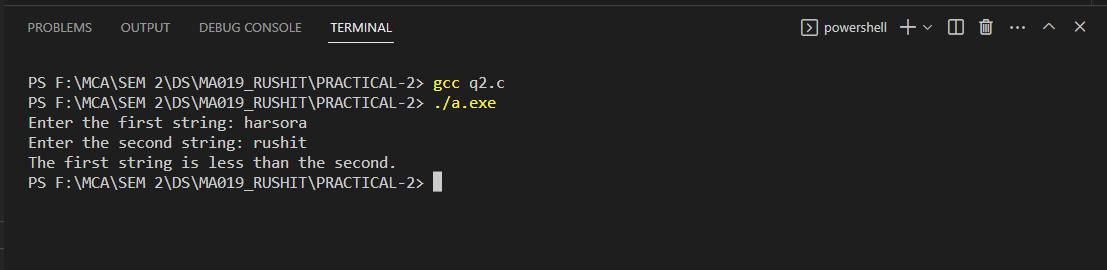 PROBLEMS OUTPUT DEBUG CONSOLE TERMINAL powershell
PS F:\MCA\SEM 2\DS\MA019_RUSHIT\PRACTICAL-2> gcc q2.c
PS F:\MCA\SEM 2\DS\MA019_RUSHIT\PRACTICAL-2> ./a.exe
Enter the first string: harsora
Enter the second string: rushit
The first string is less than the second.
PS F:\MCA\SEM 2\DS\MA019_RUSHIT\PRACTICAL-2>